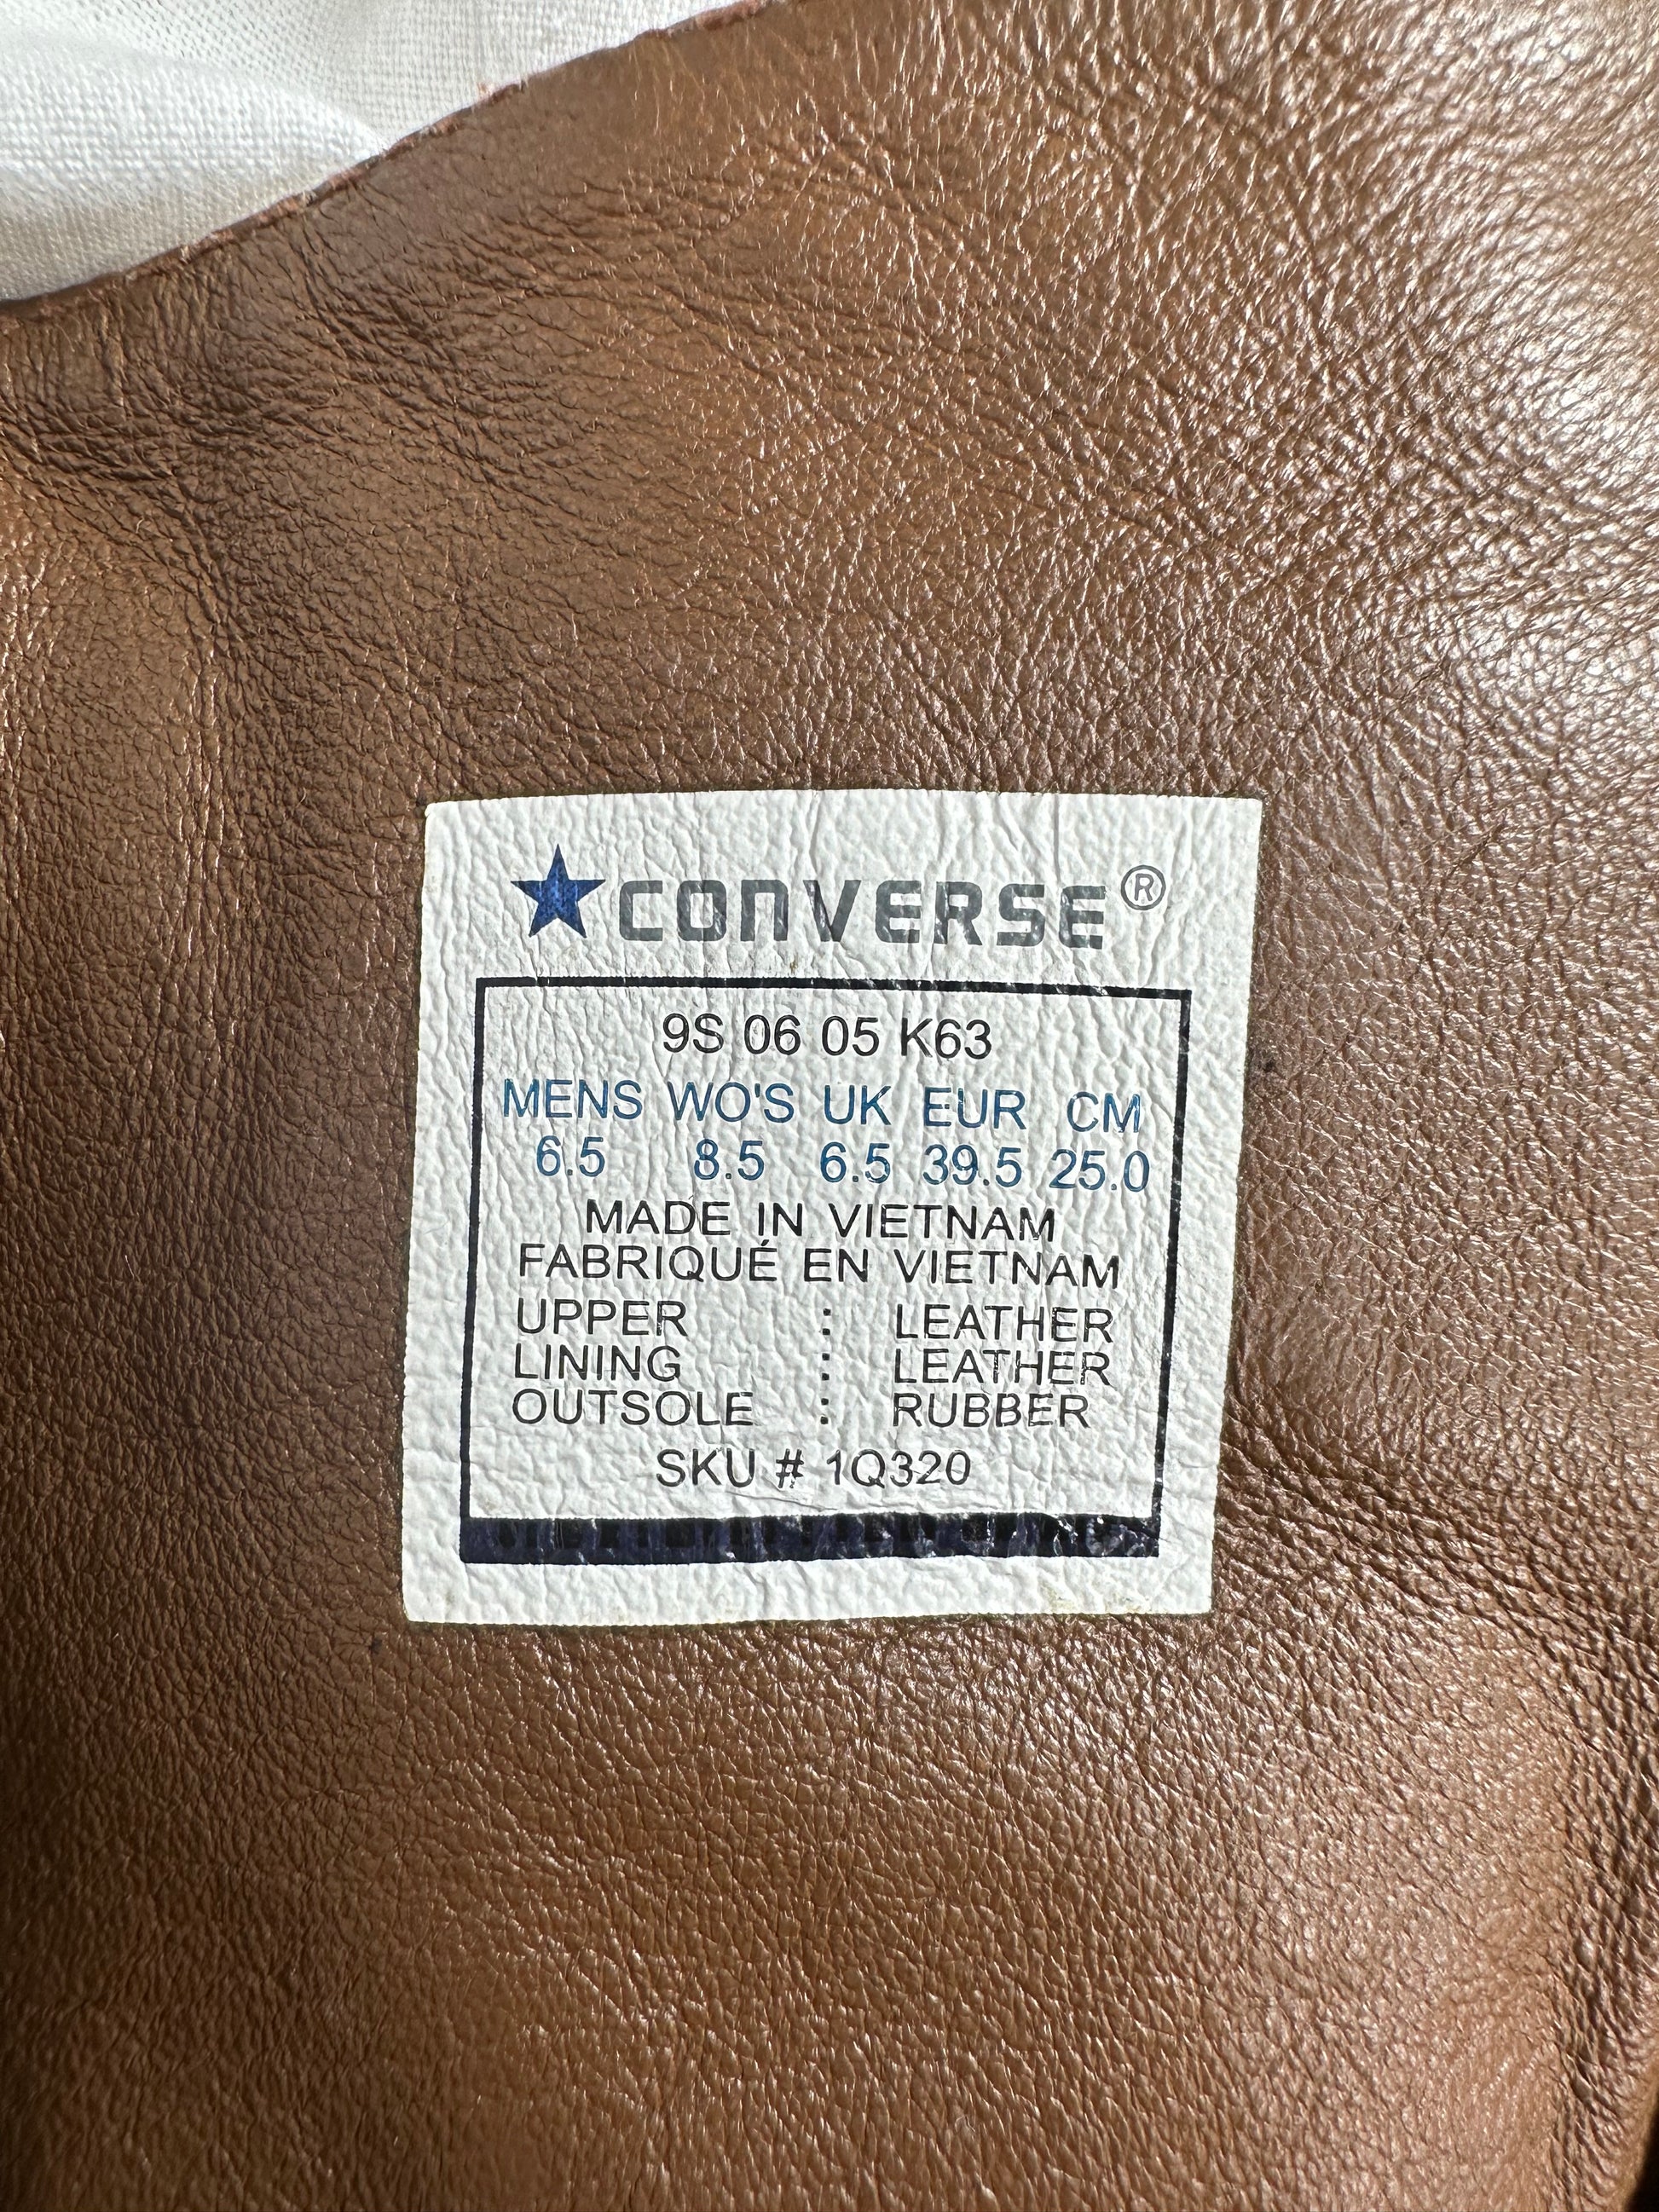 ★CONVERSE®
9S 06 05 K63
MENS WO'S UK EUR CM
6.5 8.5 6.5 39.5 25.0
MADE IN VIETNAM
FABRIQUÉ EN VIETNAM
UPPER : LEATHER
LINING : LEATHER
OUTSOLE : RUBBER
SKU # 1Q320